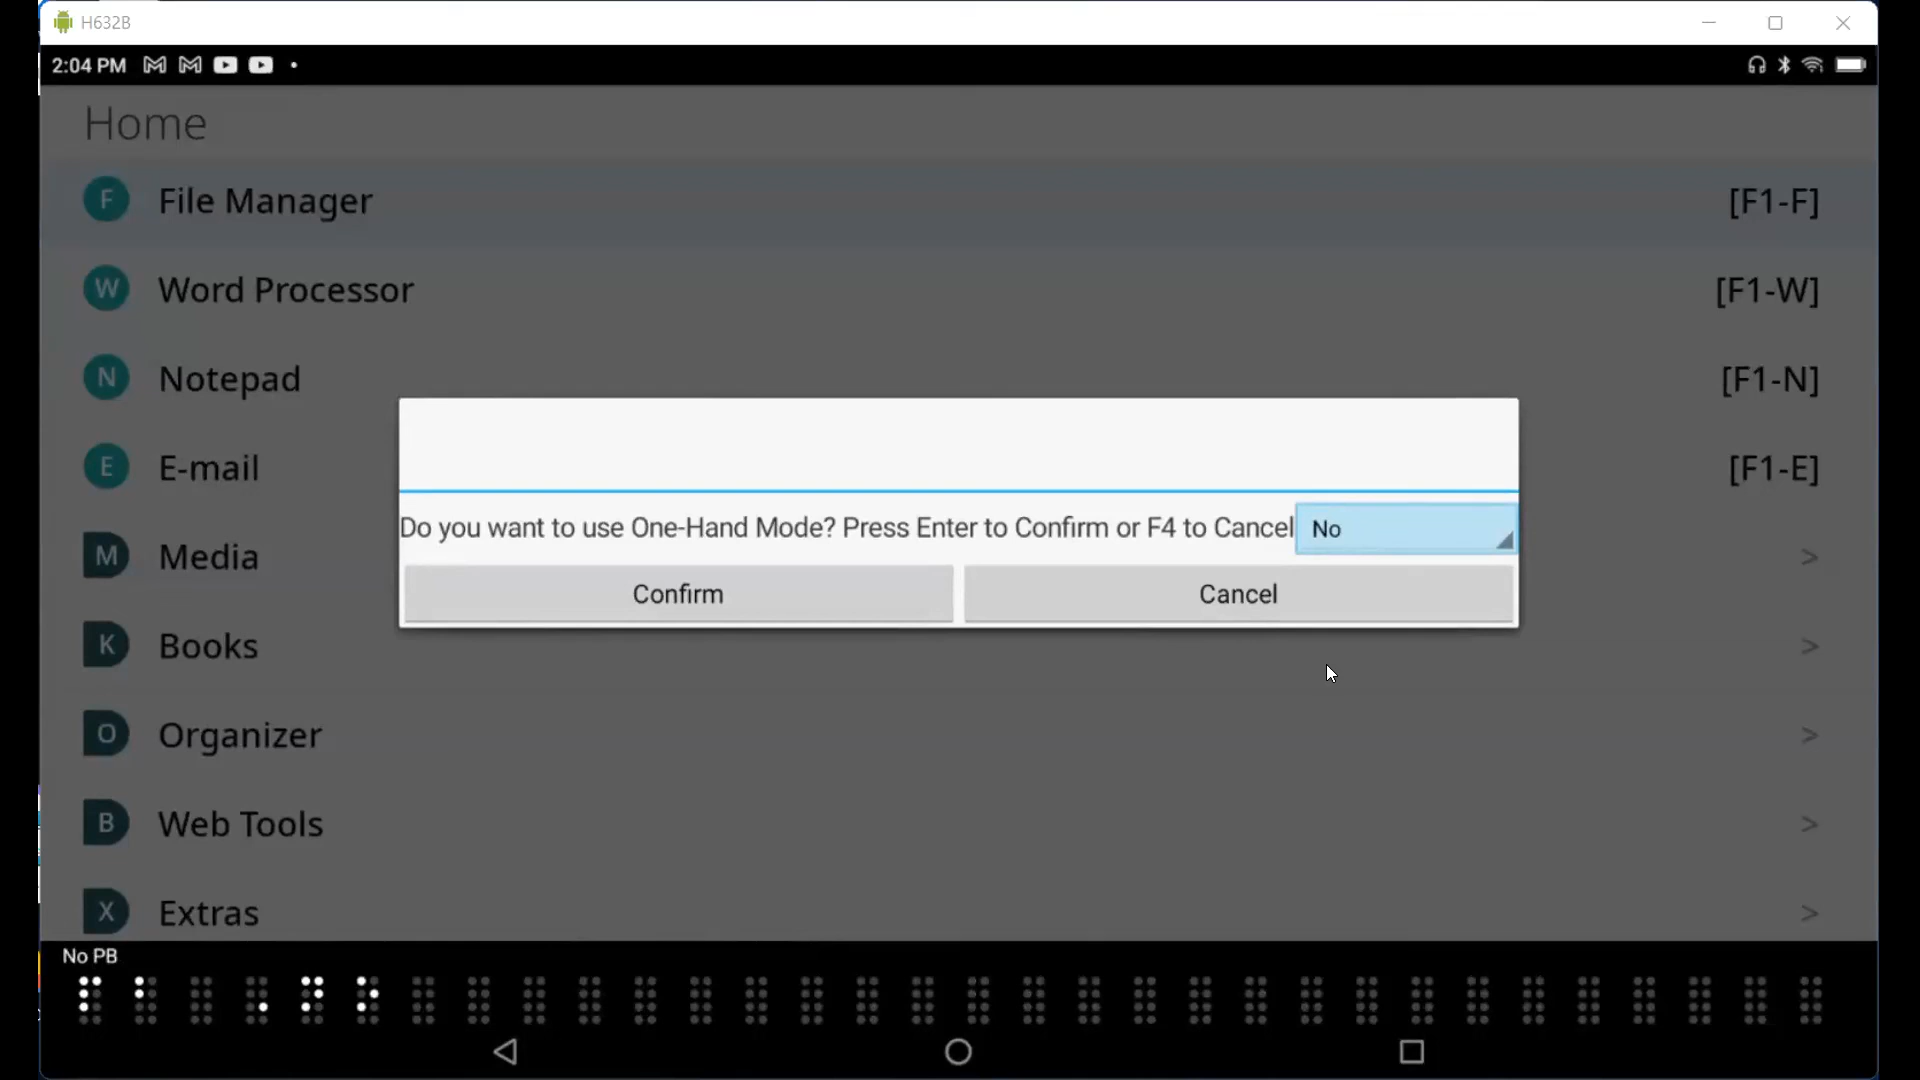 H632B
2:04 PM
Home
F File Manager [F1-F]
W Word Processor [F1-W]
N Notepad [F1-N]
E E-mail [F1-E]
Do you want to use One-Hand Mode? Press Enter to Confirm or F4 to Cancel No
Confirm Cancel
M Media >
K Books >
O Organizer >
B Web Tools >
X Extras >
No PB